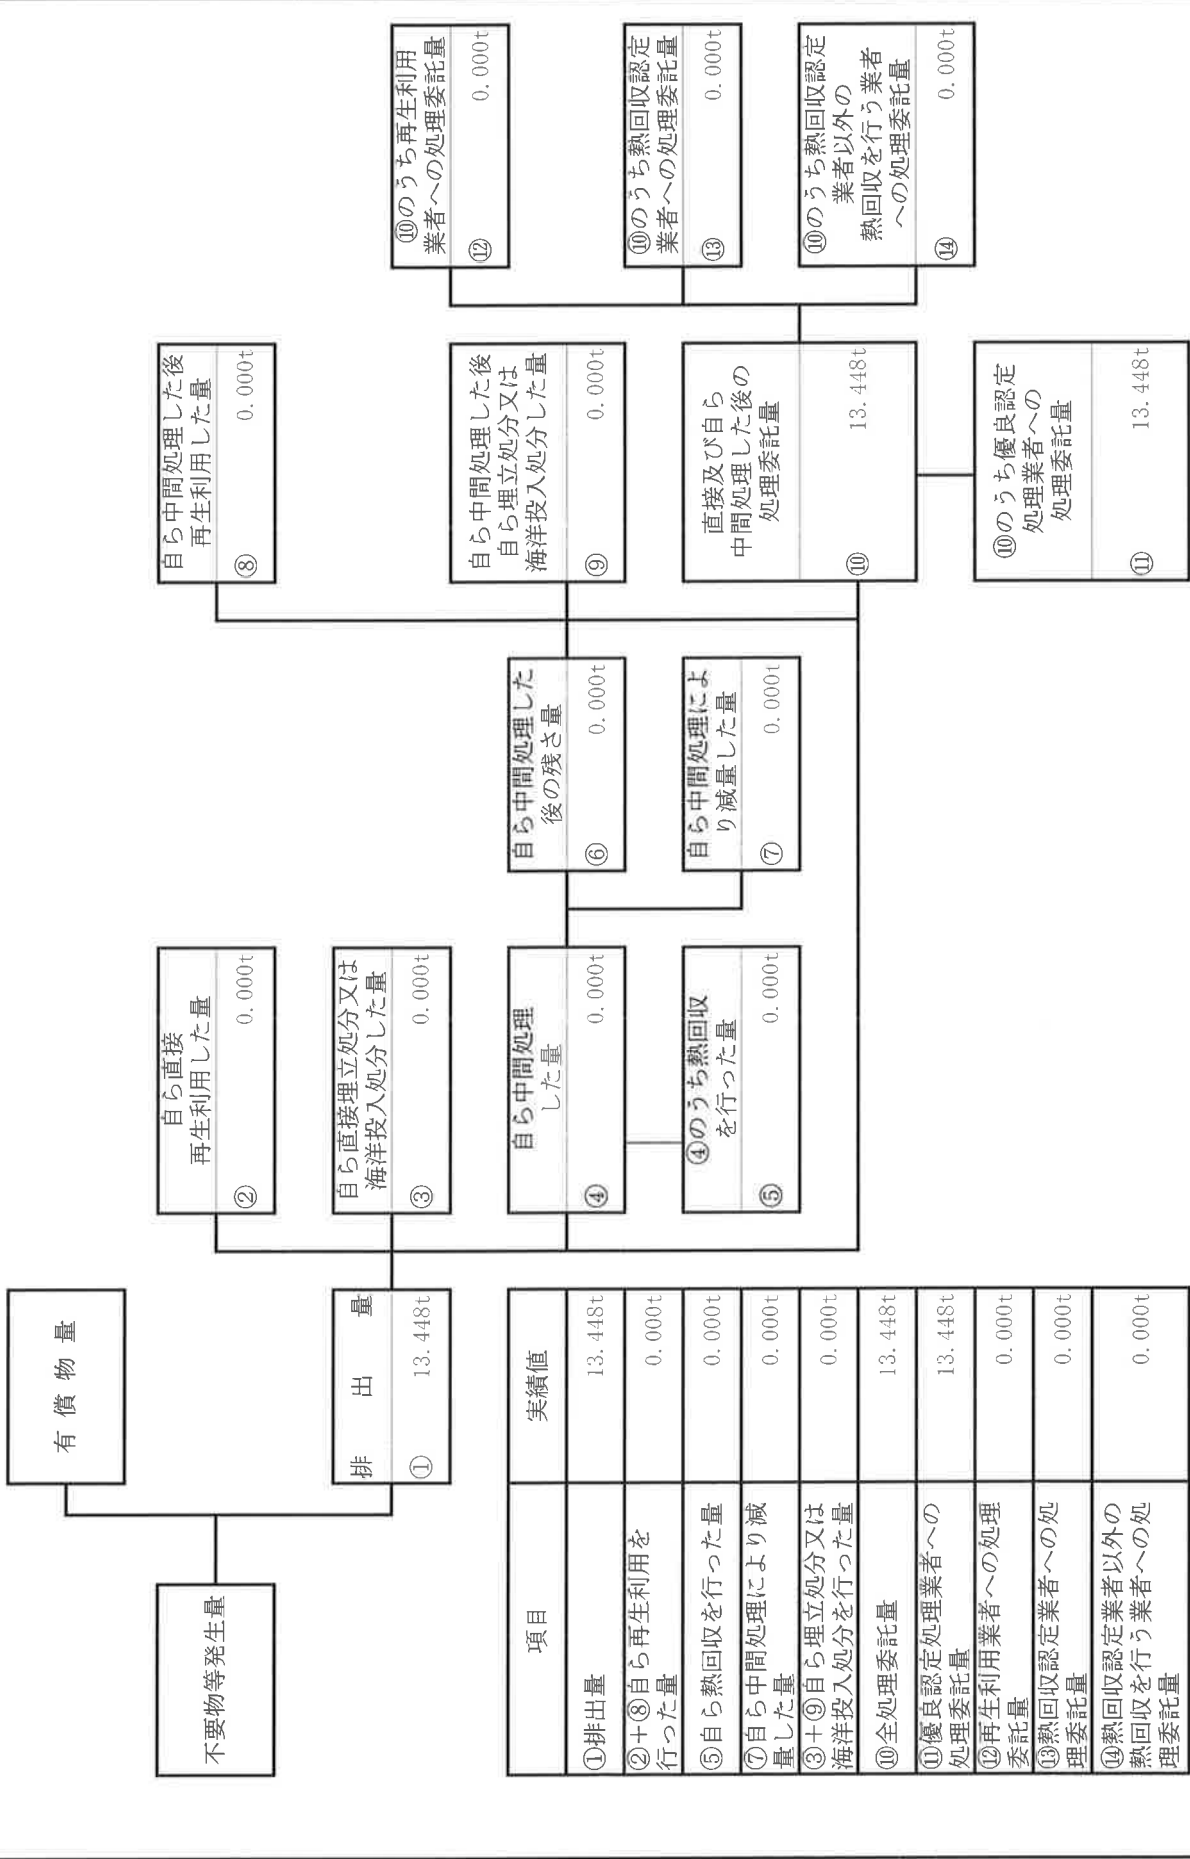 有償物量
不要物等発生量
排出量
① 13.448t
自ら直接
再生利用した量
② 0.000t
自ら直接埋立処分又は
海洋投入処分した量
③ 0.000t
自ら中間処理
した量
④ 0.000t
④のうち熱回収
を行った量
⑤ 0.000t
自ら中間処理した
後の残さ量
⑥ 0.000t
自ら中間処理によ
り減量した量
⑦ 0.000t
自ら中間処理した後
再生利用した量
⑧ 0.000t
自ら中間処理した後
自ら埋立処分又は
海洋投入処分した量
⑨ 0.000t
直接及び自ら
中間処理した後の
処理委託量
⑩ 13.448t
⑩のうち優良認定
処理業者への
処理委託量
⑪ 13.448t
⑩のうち再生利用
業者への処理委託量
⑫ 0.000t
⑩のうち熱回収認定
業者への処理委託量
⑬ 0.000t
⑩のうち熱回収認定
業者以外の
熱回収を行う業者
への処理委託量
⑭ 0.000t
項目 実績値
①排出量 13.448t
②＋⑧自ら再生利用を
行った量 0.000t
⑤自ら熱回収を行った量 0.000t
⑦自ら中間処理により減
量した量 0.000t
③＋⑨自ら埋立処分又は
海洋投入処分を行った量 0.000t
⑩全処理委託量 13.448t
⑪優良認定処理業者への
処理委託量 13.448t
⑫再生利用業者への処理
委託量 0.000t
⑬熱回収認定業者への処
理委託量 0.000t
⑭熱回収認定業者以外の
熱回収を行う業者への処
理委託量 0.000t